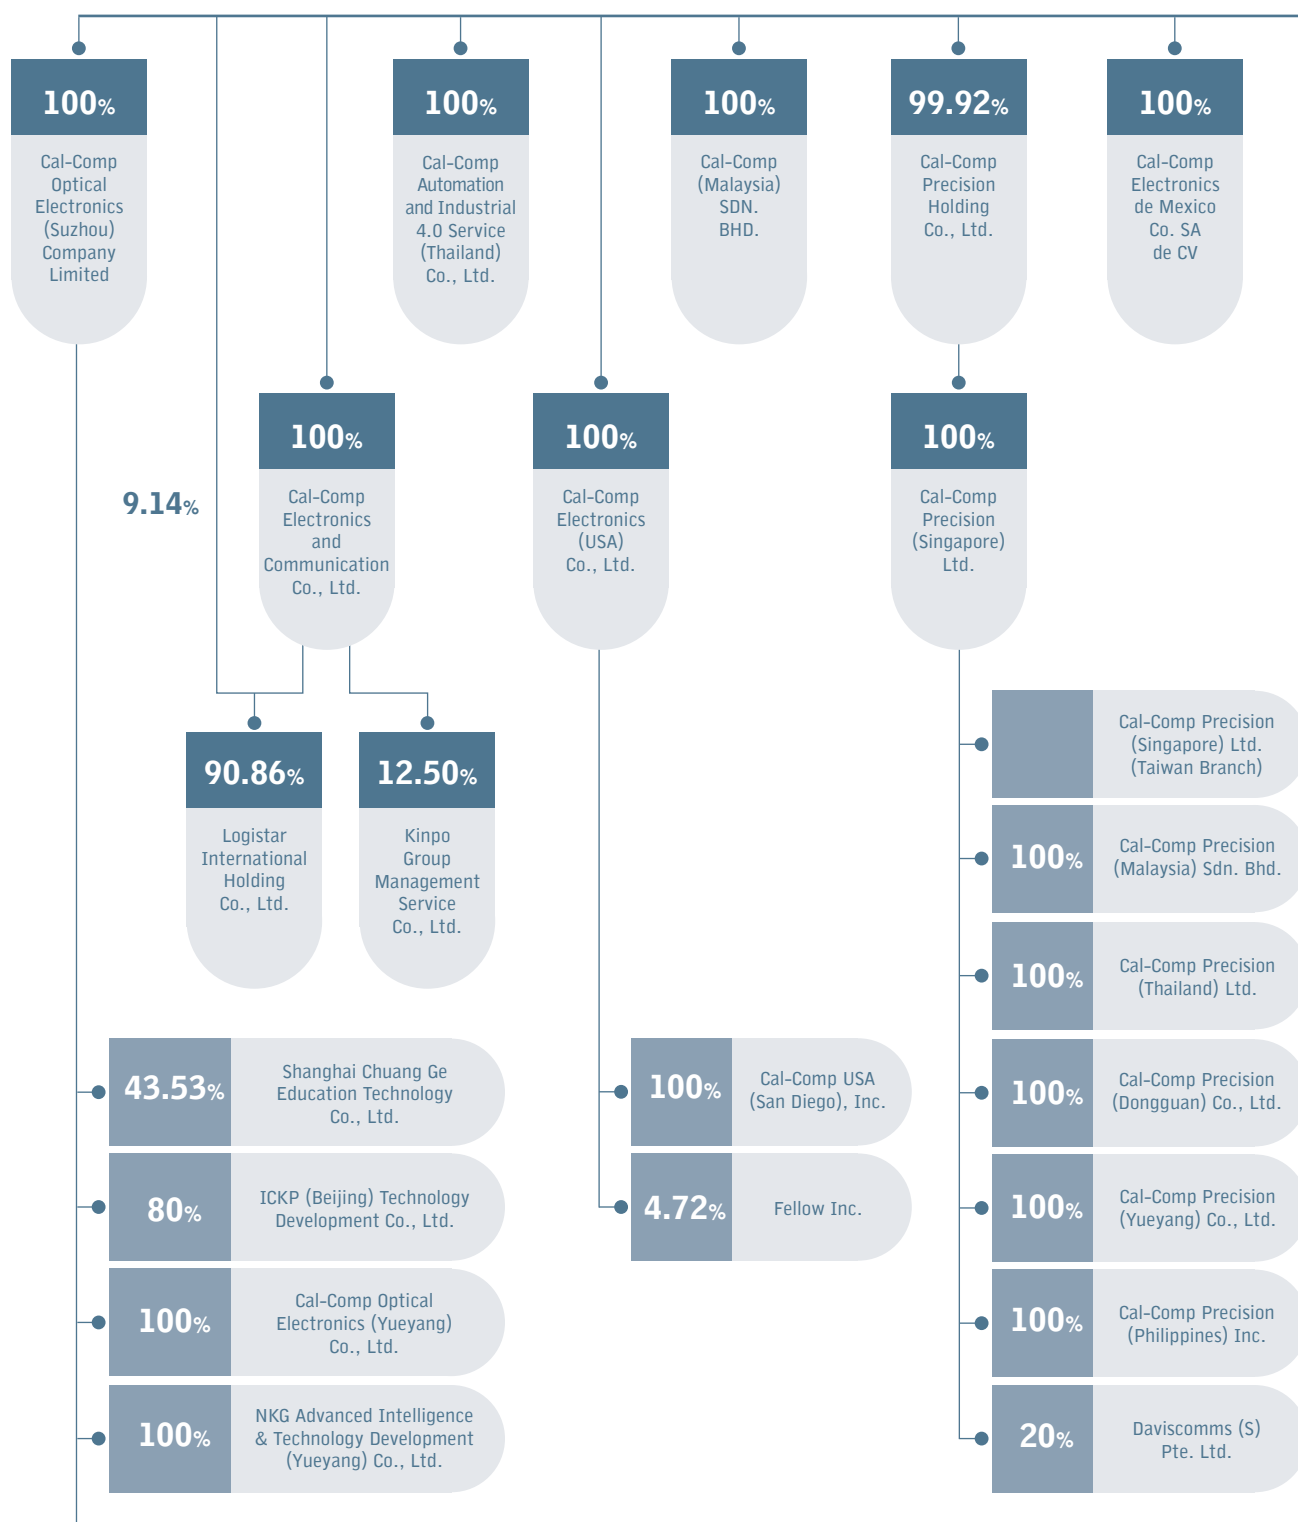 100%
Cal-Comp
Optical
Electronics
(Suzhou)
Company
Limited
100%
Cal-Comp
Automation
and Industrial
4.0 Service
(Thailand)
Co., Ltd.
100%
Cal-Comp
(Malaysia)
SDN.
BHD.
99.92%
Cal-Comp
Precision
Holding
Co., Ltd.
100%
Cal-Comp
Electronics
de Mexico
Co. SA
de CV
9.14%
100%
Cal-Comp
Electronics
and
Communication
Co., Ltd.
100%
Cal-Comp
Electronics
(USA)
Co., Ltd.
100%
Cal-Comp
Precision
(Singapore)
Ltd.
90.86%
Logistar
International
Holding
Co., Ltd.
12.50%
Kinpo
Group
Management
Service
Co., Ltd.
43.53%
Shanghai Chuang Ge
Education Technology
Co., Ltd.
80%
ICKP (Beijing) Technology
Development Co., Ltd.
100%
Cal-Comp Optical
Electronics (Yueyang)
Co., Ltd.
100%
NKG Advanced Intelligence
& Technology Development
(Yueyang) Co., Ltd.
100%
Cal-Comp USA
(San Diego), Inc.
4.72%
Fellow Inc.
Cal-Comp Precision
(Singapore) Ltd.
(Taiwan Branch)
100%
Cal-Comp Precision
(Malaysia) Sdn. Bhd.
100%
Cal-Comp Precision
(Thailand) Ltd.
100%
Cal-Comp Precision
(Dongguan) Co., Ltd.
100%
Cal-Comp Precision
(Yueyang) Co., Ltd.
100%
Cal-Comp Precision
(Philippines) Inc.
20%
Daviscomms (S)
Pte. Ltd.